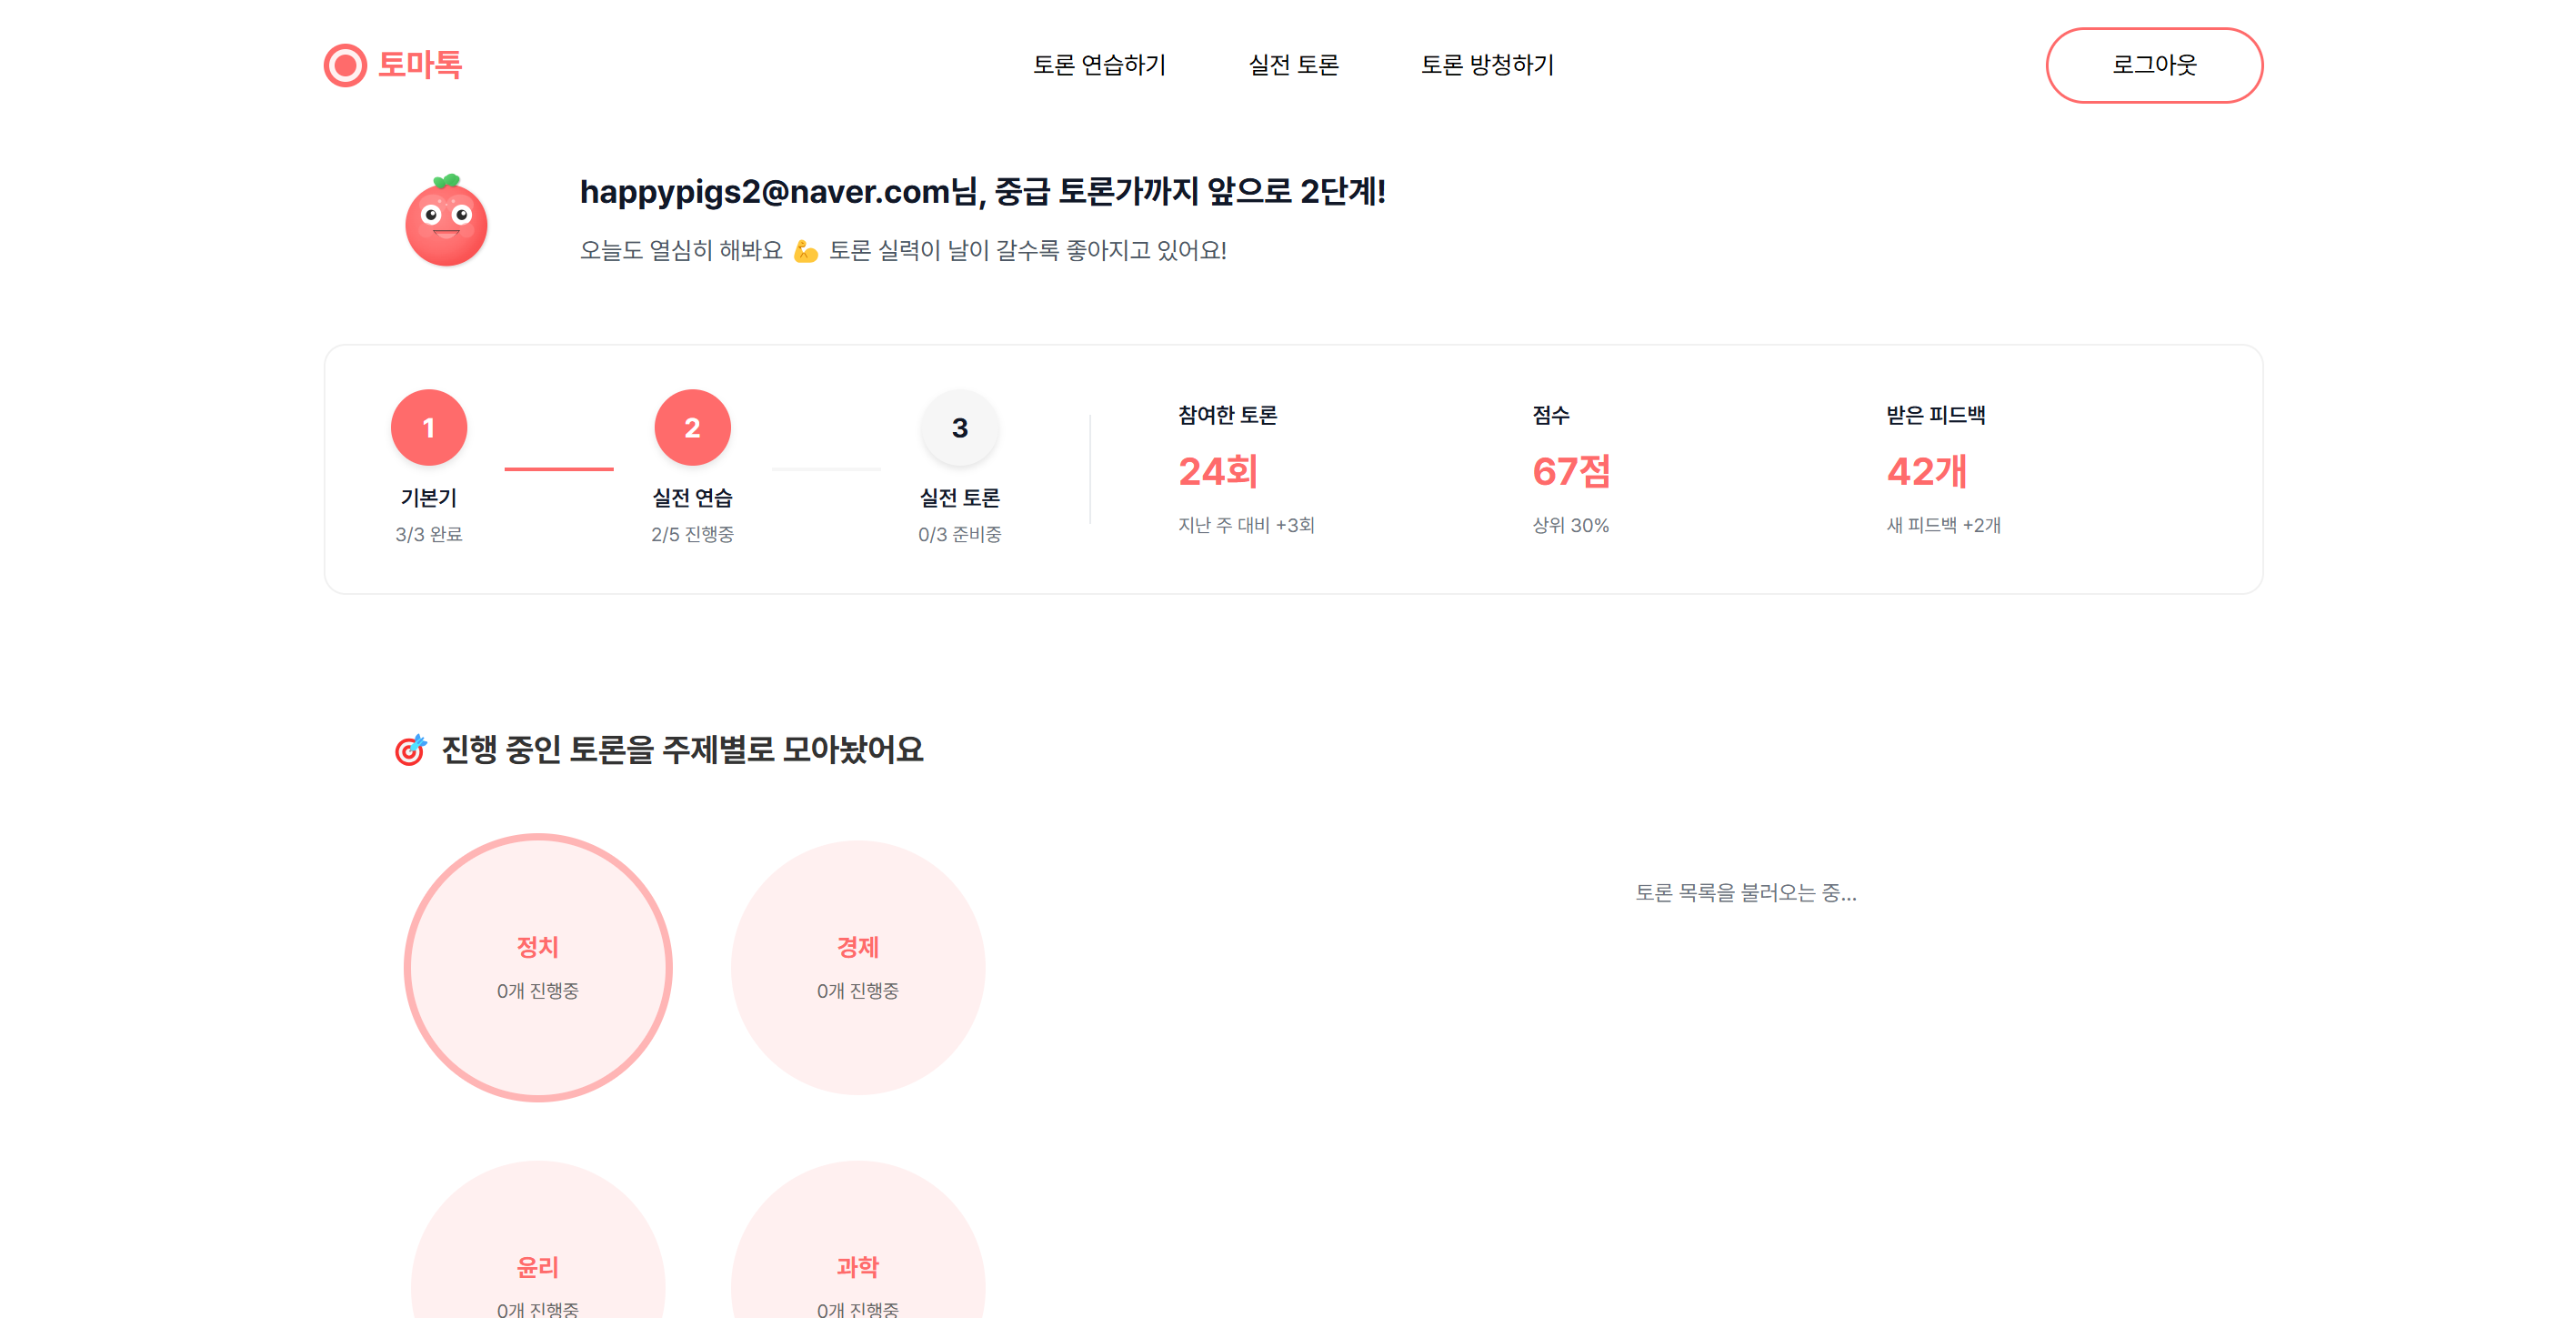 토마톡
토론 연습하기
실전 토론
토론 방청하기
로그아웃
happypigs2@naver.com님, 중급 토론가까지 앞으로 2단계!
오늘도 열심히 해봐요 💪 토론 실력이 날이 갈수록 좋아지고 있어요!
1
기본기
3/3 완료
2
실전 연습
2/5 진행중
3
실전 토론
0/3 준비중
참여한 토론
24회
지난 주 대비 +3회
점수
67점
상위 30%
받은 피드백
42개
새 피드백 +2개
🎯 진행 중인 토론을 주제별로 모아놨어요
정치
0개 진행중
경제
0개 진행중
토론 목록을 불러오는 중...
윤리
0개 진행중
과학
0개 진행중